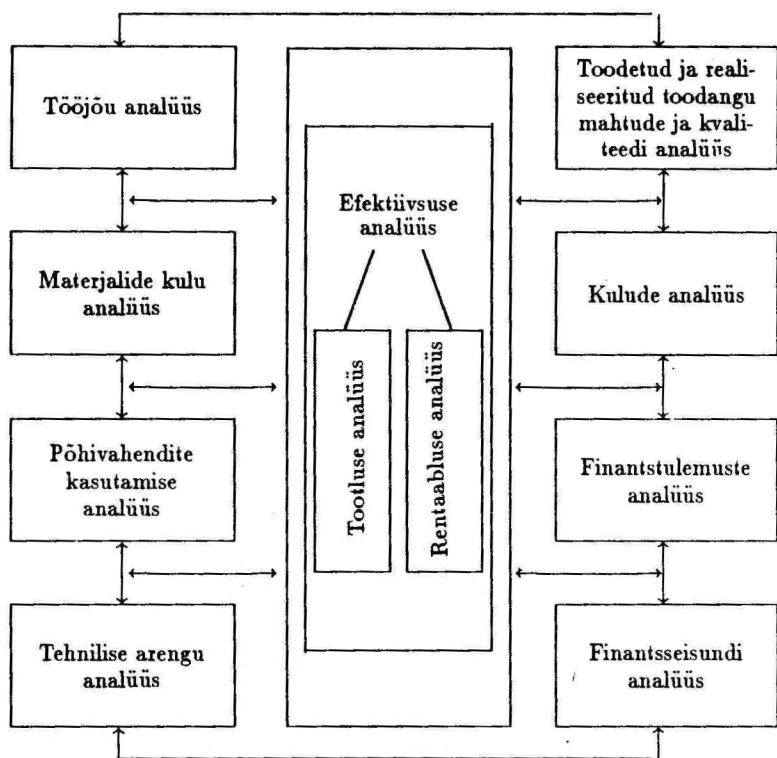 Tööjõu analüüs
Materjalide kulu
analüüs
Põhivahendite
kasutamise
analüüs
Tehnilise arengu
analüüs
Efektiivsuse
analüüs
Tootluse analüüs
Rentaabluse analüüs
Toodetud ja reali-
seeritud toodangu
mahtude ja kvali-
teedi analüüs
Kulude analüüs
Finantstulemuste
analüüs
Finantsseisundi
analüüs